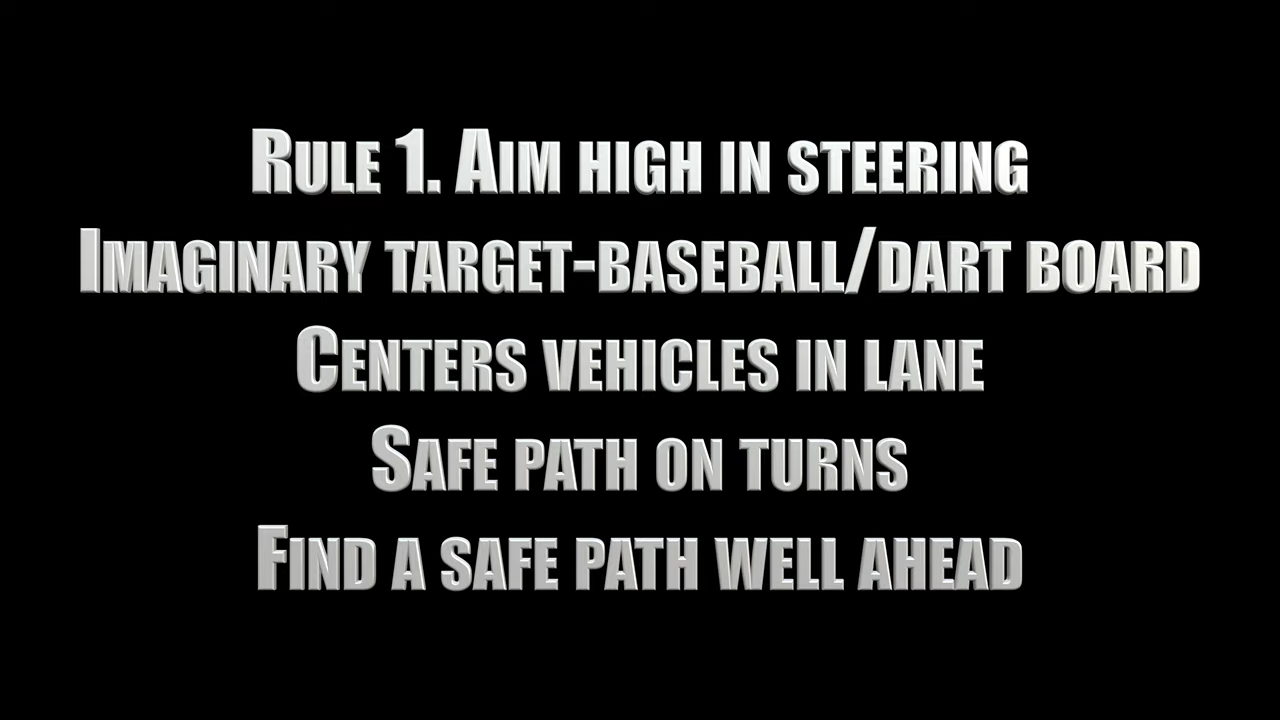 Rule 1. Aim high in steering
Imaginary target-baseball/dart board
Centers vehicles in lane
Safe path on turns
Find a safe path well ahead